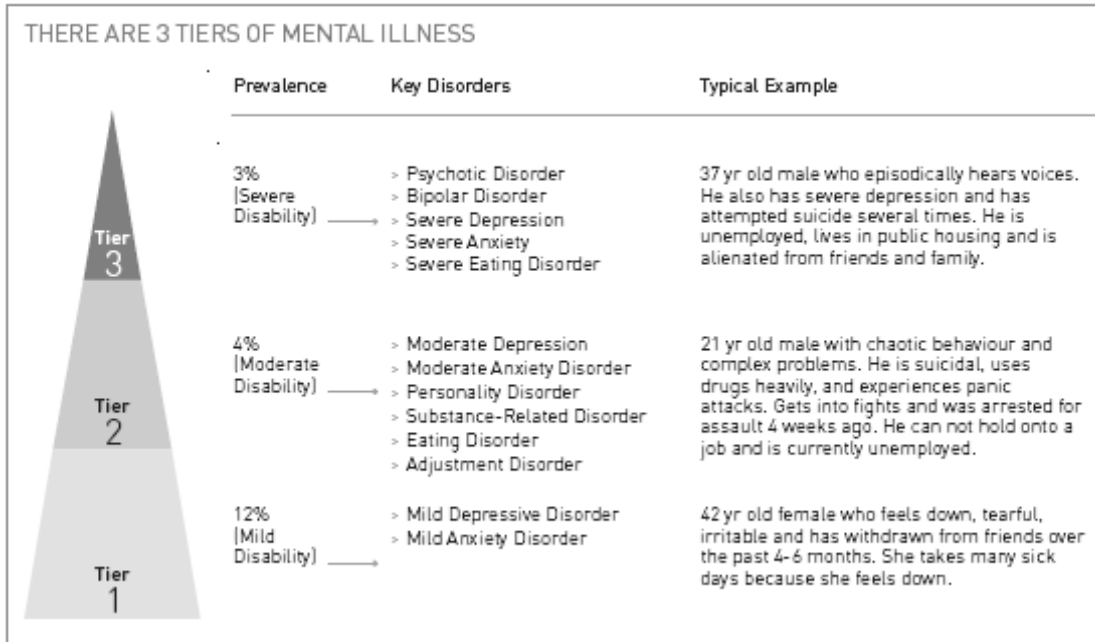 THERE ARE 3 TIERS OF MENTAL ILLNESS
Prevalence Key Disorders Typical Example
3%
(Severe
Disability)
> Psychotic Disorder
> Bipolar Disorder
> Severe Depression
> Severe Anxiety
> Severe Eating Disorder
37 yr old male who episodically hears voices.
He also has severe depression and has
attempted suicide several times. He is
unemployed, lives in public housing and is
alienated from friends and family.
Tier
3
4%
(Moderate
Disability)
> Moderate Depression
> Moderate Anxiety Disorder
> Personality Disorder
> Substance-Related Disorder
> Eating Disorder
> Adjustment Disorder
21 yr old male with chaotic behaviour and
complex problems. He is suicidal, uses
drugs heavily, and experiences panic
attacks. Gets into fights and was arrested for
assault 4 weeks ago. He can not hold onto a
job and is currently unemployed.
Tier
2
12%
(Mild
Disability)
> Mild Depressive Disorder
> Mild Anxiety Disorder
42 yr old female who feels down, tearful,
irritable and has withdrawn from friends over
the past 4-6 months. She takes many sick
days because she feels down.
Tier
1